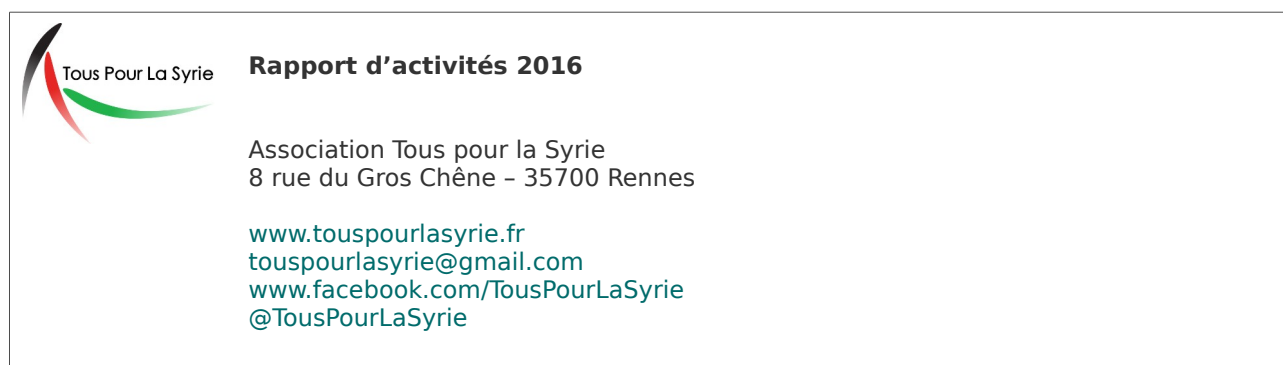 Tous Pour La Syrie
Rapport d’activités 2016
Association Tous pour la Syrie
8 rue du Gros Chêne – 35700 Rennes
www.touspourlasyrie.fr
touspourlasyrie@gmail.com
www.facebook.com/TousPourLaSyrie
@TousPourLaSyrie